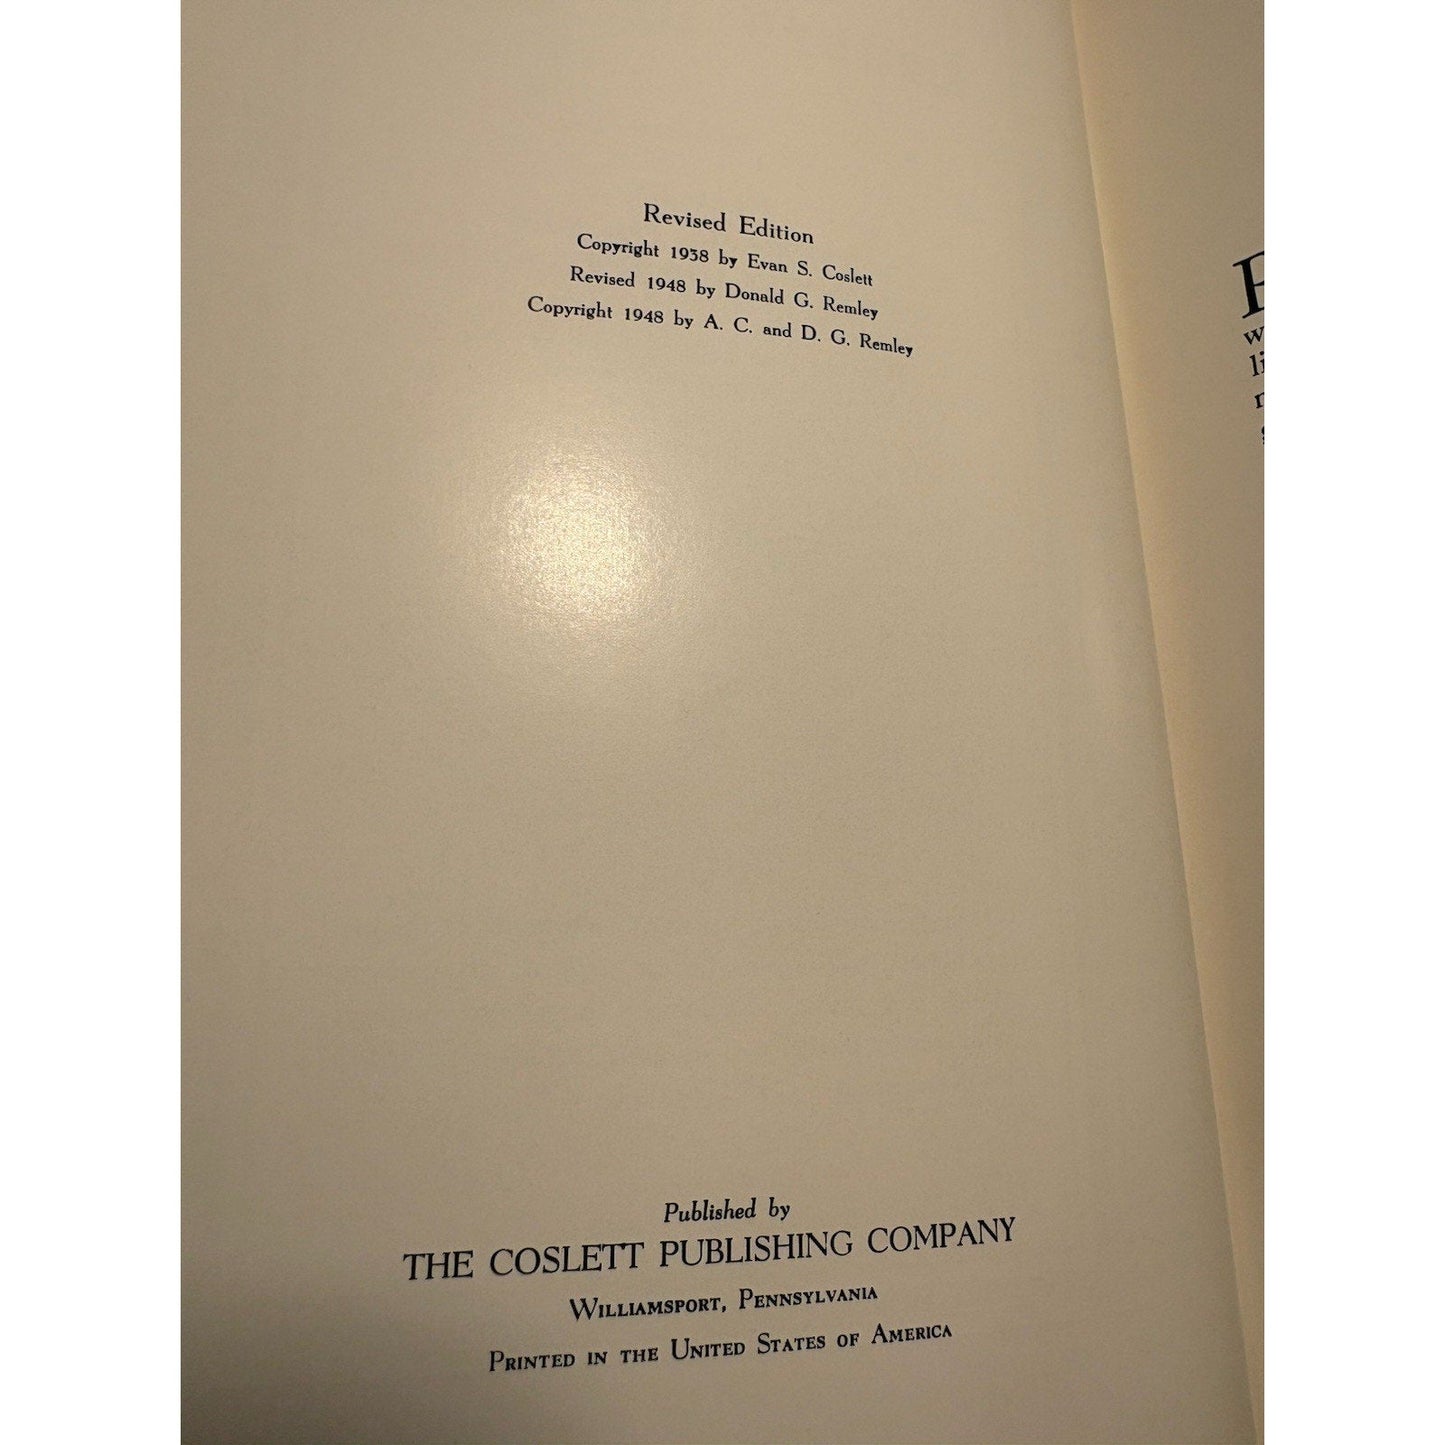 Revised Edition
Copyright 1938 by Evan S. Coslett
Revised 1948 by Donald G. Remley
Copyright 1948 by A. C. and D. G. Remley
Published by
THE COSLETT PUBLISHING COMPANY
WILLIAMSPORT, PENNSYLVANIA
PRINTED IN THE UNITED STATES OF AMERICA